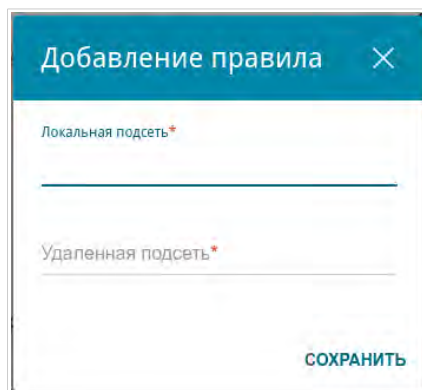 Добавление правила
Локальная подсеть*
Удаленная подсеть*
СОХРАНИТЬ